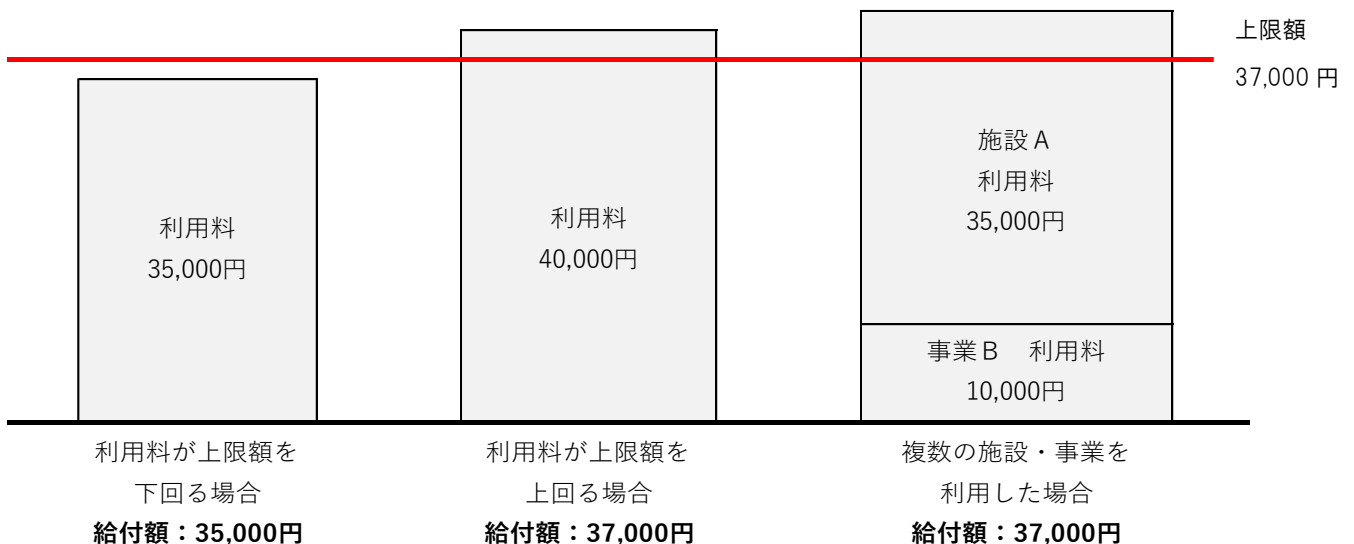 上限額
37,000 円
利用料
35,000円
利用料
40,000円
施設A
利用料
35,000円
事業B　利用料
10,000円
利用料が上限額を
下回る場合
給付額：35,000円
利用料が上限額を
上回る場合
給付額：37,000円
複数の施設・事業を
利用した場合
給付額：37,000円